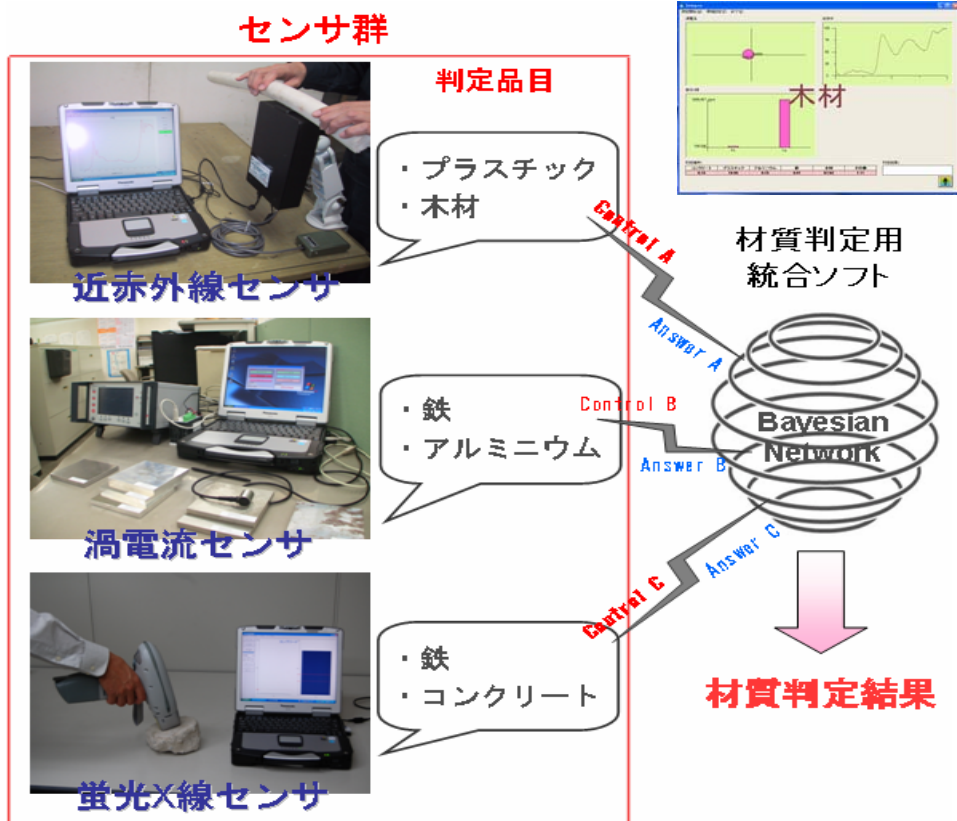 センサ群
判定品目
・プラスチック
・木材
近赤外線センサ
・鉄
・アルミニウム
渦電流センサ
・鉄
・コンクリート
蛍光X線センサ
木材
材質判定用
統合ソフト
Control A
Answer A
Control B
Answer B
Control C
Answer C
Bayesian
Network
材質判定結果